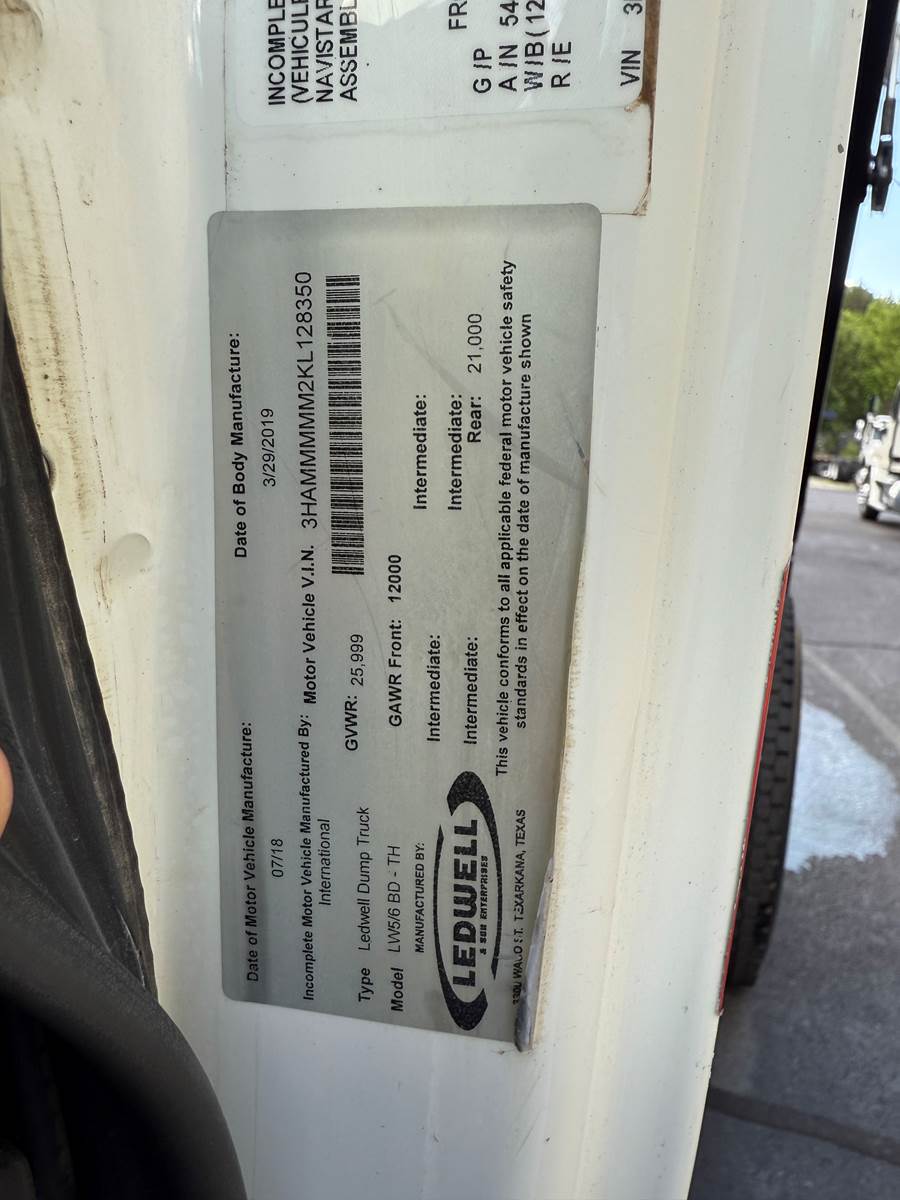 Date of Motor Vehicle Manufacture: Date of Body Manufacture:
07/18 3/29/2019
Incomplete Motor Vehicle Manufactured By: Motor Vehicle V.I.N. 3HAMMMMM2KL128350
International
GVWR: 25,999
Type Ledwell Dump Truck
GAWR Front: 12000
Model LW5/6 BD - TH
Intermediate: Intermediate:
MANUFACTURED BY:
Intermediate: Intermediate:
Rear: 21,000
LEDWELL
& SON ENTERPRISES
This vehicle conforms to all applicable federal motor vehicle safety
standards in effect on the date of manufacture shown
WACO ST. TEXARKANA, TEXAS
INCOMPLE
(VEHICULE
NAVISTAR
ASSEMBL
FR
G/P
A/N 54
W/B(12
R/E
VIN